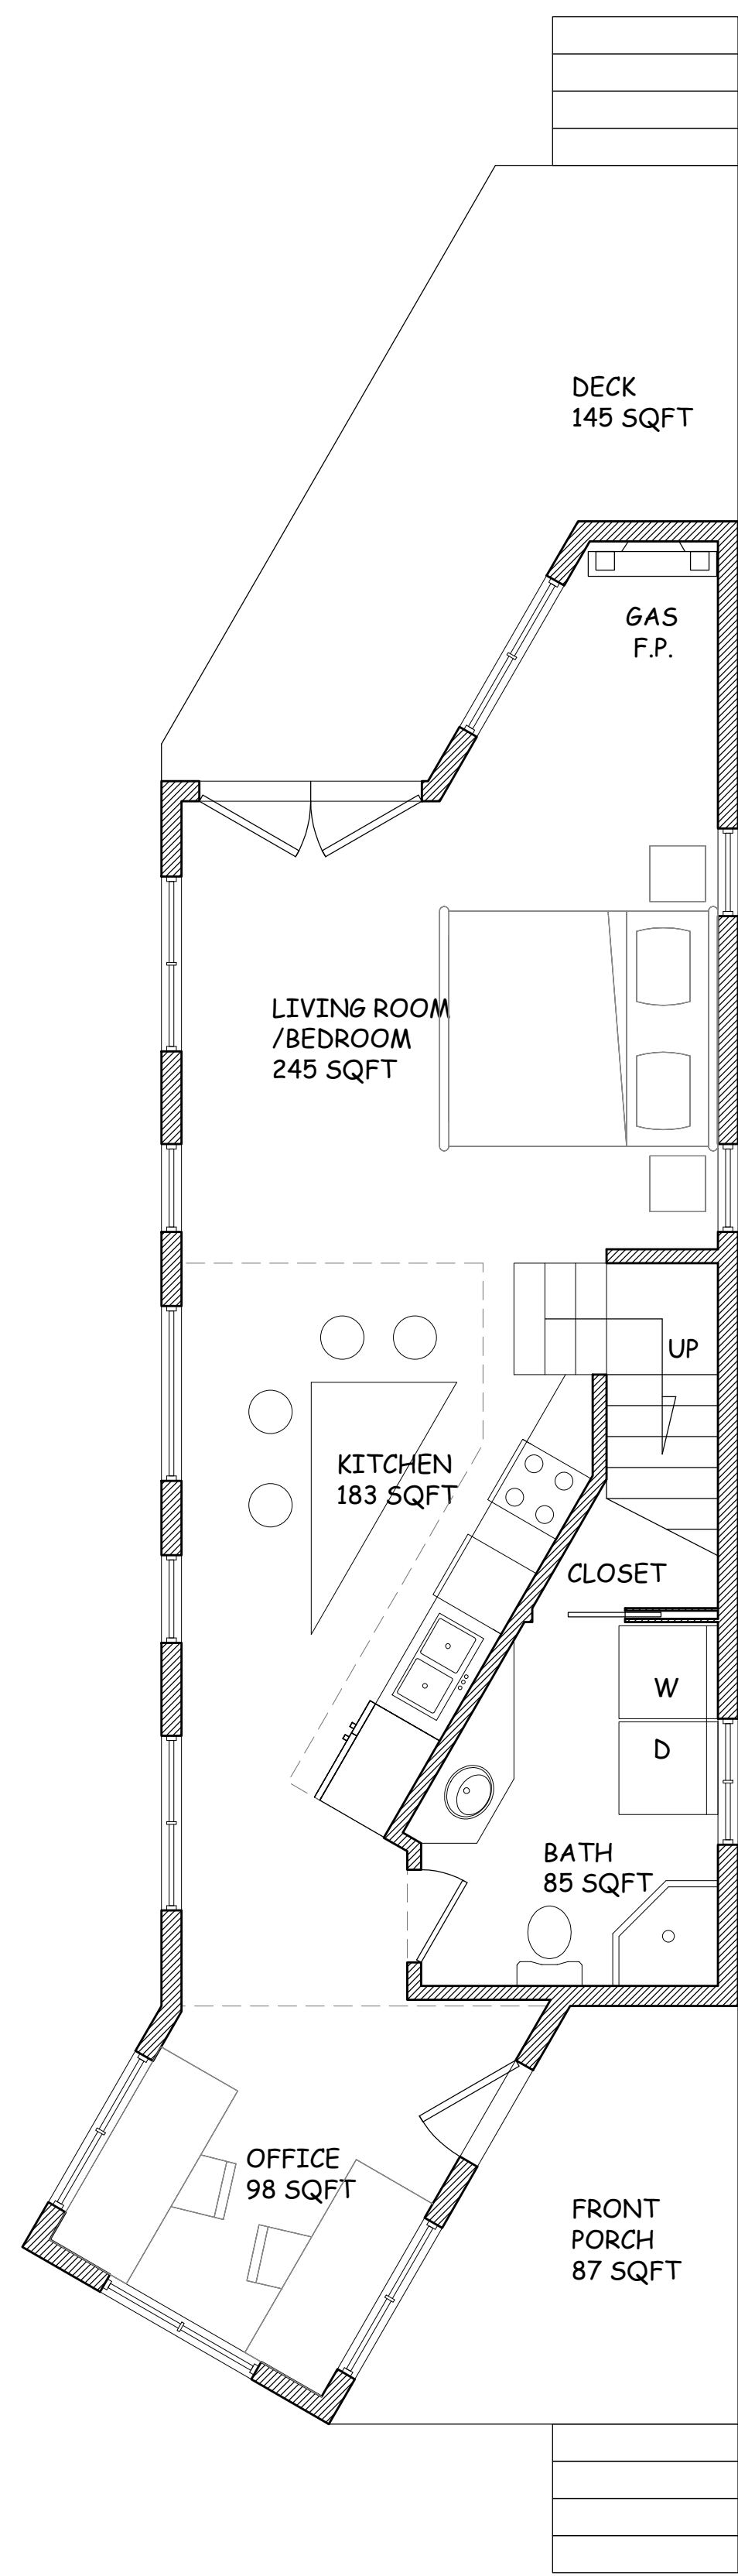 DECK
145 SQFT
GAS
F.P.
LIVING ROOM
/BEDROOM
245 SQFT
UP
KITCHEN
183 SQFT
CLOSET
W
D
BATH
85 SQFT
OFFICE
98 SQFT
FRONT
PORCH
87 SQFT